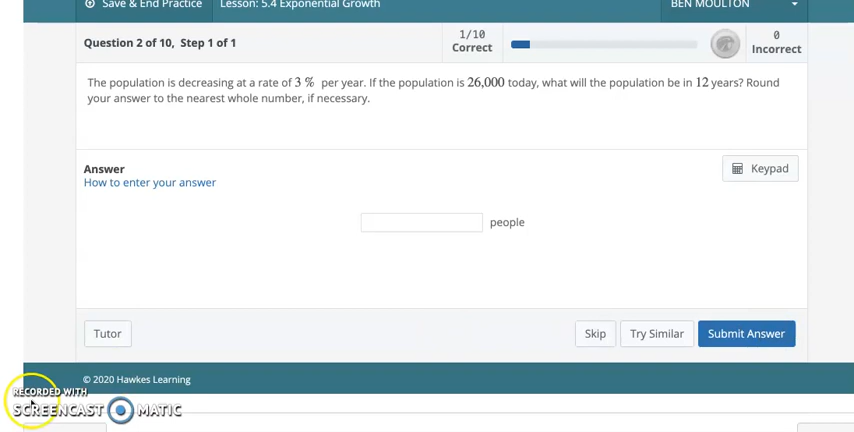 Save & End Practice Lesson: 5.4 Exponential Growth BEN MOULTON
Question 2 of 10, Step 1 of 1
1/10
Correct
0
Incorrect
The population is decreasing at a rate of 3 % per year. If the population is 26,000 today, what will the population be in 12 years? Round
your answer to the nearest whole number, if necessary.
Answer
How to enter your answer
Keypad
people
Tutor Skip Try Similar Submit Answer
© 2020 Hawkes Learning
RECORDED WITH
SCREENCAST MATIC